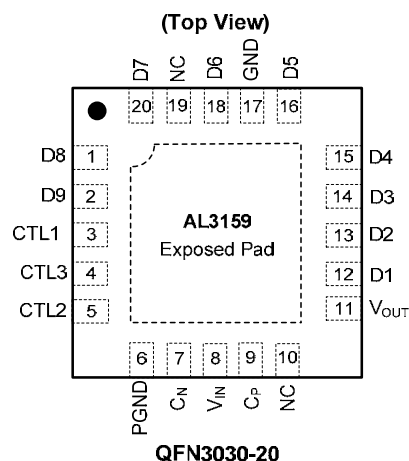 (Top View)
D7 NC D6 GND D5
20 19 18 17 16
D8 1
D9 2
CTL1 3
CTL3 4
CTL2 5
AL3159
Exposed Pad
15 D4
14 D3
13 D2
12 D1
11 VOUT
6 7 8 9 10
PGND CN VIN CP NC
QFN3030-20